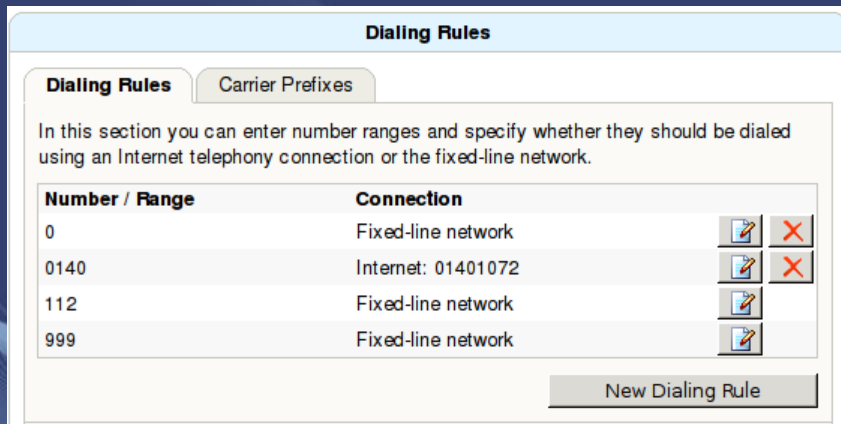 Dialing Rules
Dialing Rules Carrier Prefixes
In this section you can enter number ranges and specify whether they should be dialed
using an Internet telephony connection or the fixed-line network.
Number / Range Connection
0 Fixed-line network
0140 Internet: 01401072
112 Fixed-line network
999 Fixed-line network
New Dialing Rule